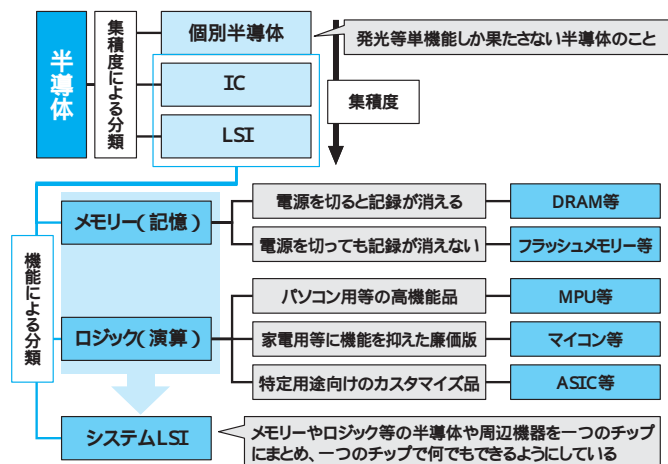 半導体
集積度による分類
個別半導体
発光等単機能しか果たさない半導体のこと
IC
LSI
集積度
機能による分類
メモリー(記憶)
電源を切ると記録が消える
DRAM等
電源を切っても記録が消えない
フラッシュメモリー等
ロジック(演算)
パソコン用等の高機能品
MPU等
家電用等に機能を抑えた廉価版
マイコン等
特定用途向けのカスタマイズ品
ASIC等
システムLSI
メモリーやロジック等の半導体や周辺機器を一つのチップ
にまとめ、一つのチップで何でもできるようにしている